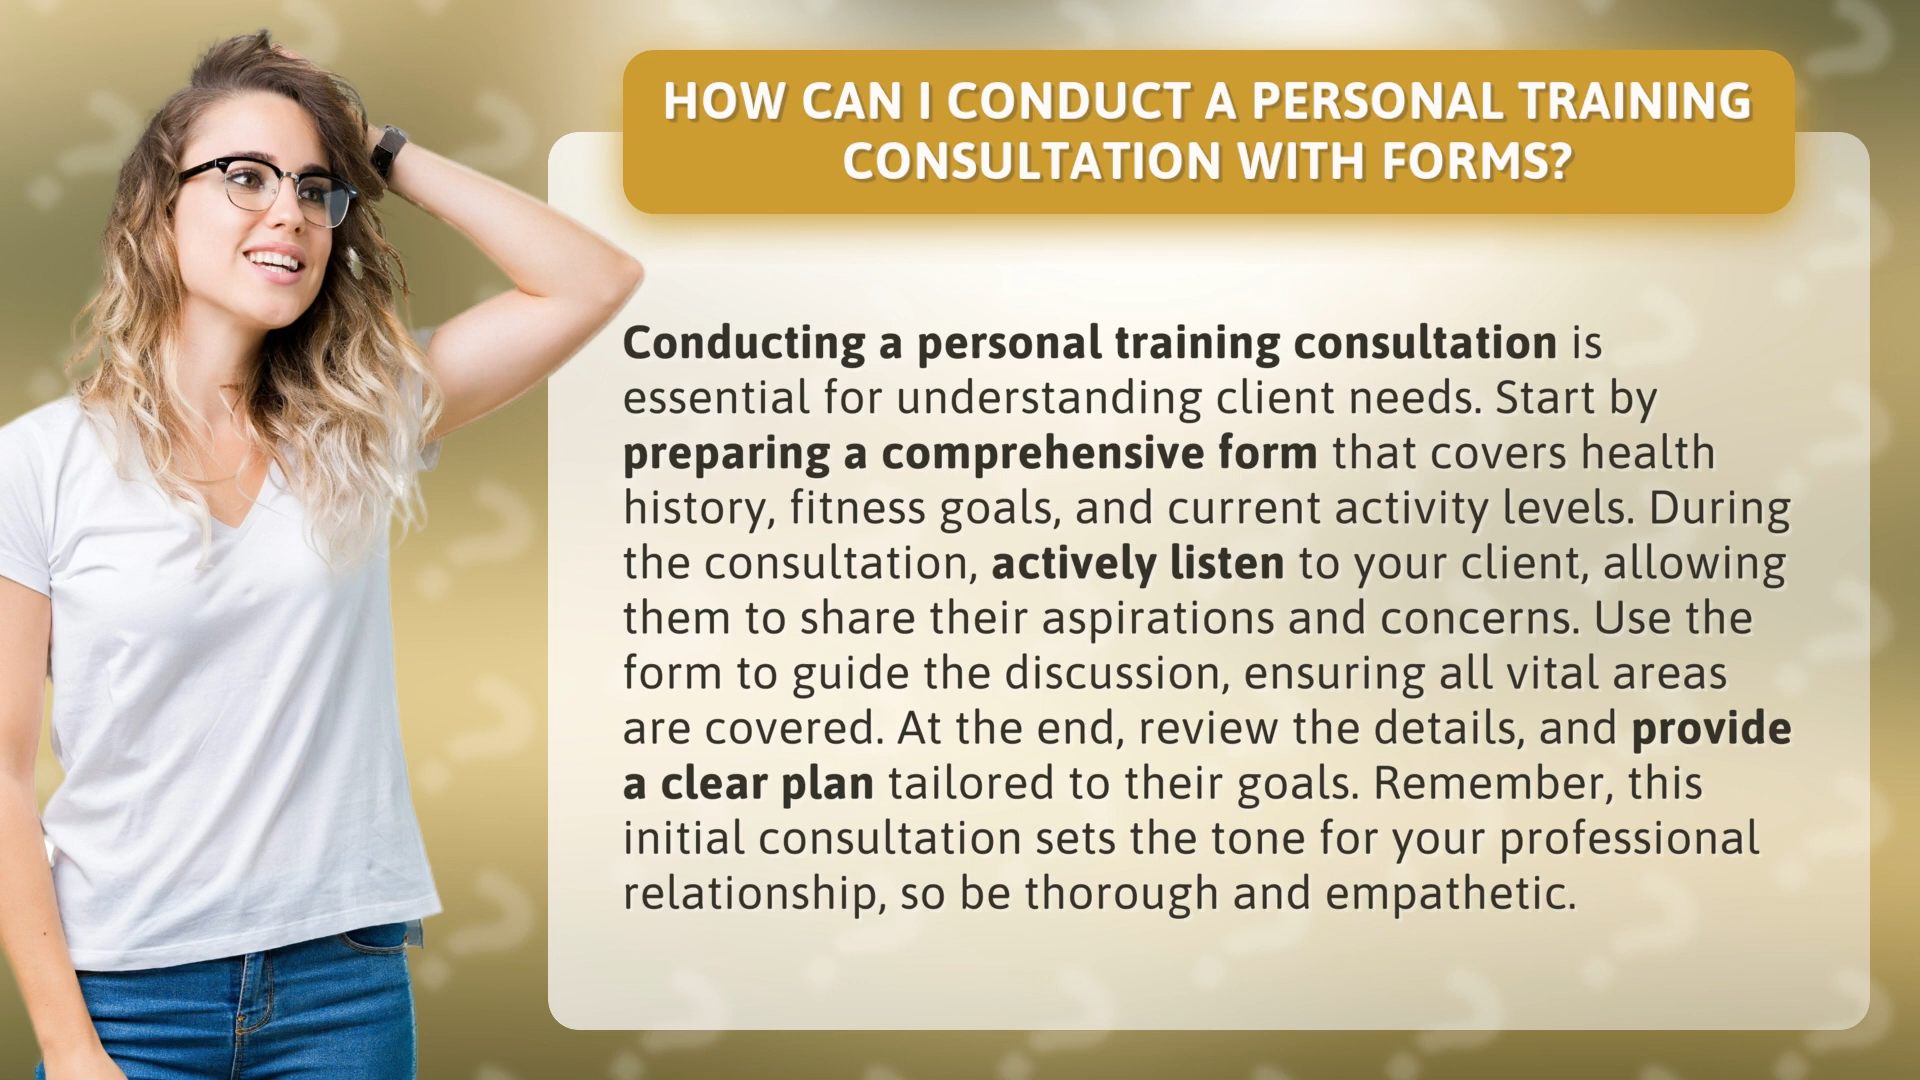 HOW CAN I CONDUCT A PERSONAL TRAINING
CONSULTATION WITH FORMS?
Conducting a personal training consultation is
essential for understanding client needs. Start by
preparing a comprehensive form that covers health
history, fitness goals, and current activity levels. During
the consultation, actively listen to your client, allowing
them to share their aspirations and concerns. Use the
form to guide the discussion, ensuring all vital areas
are covered. At the end, review the details, and provide
a clear plan tailored to their goals. Remember, this
initial consultation sets the tone for your professional
relationship, so be thorough and empathetic.